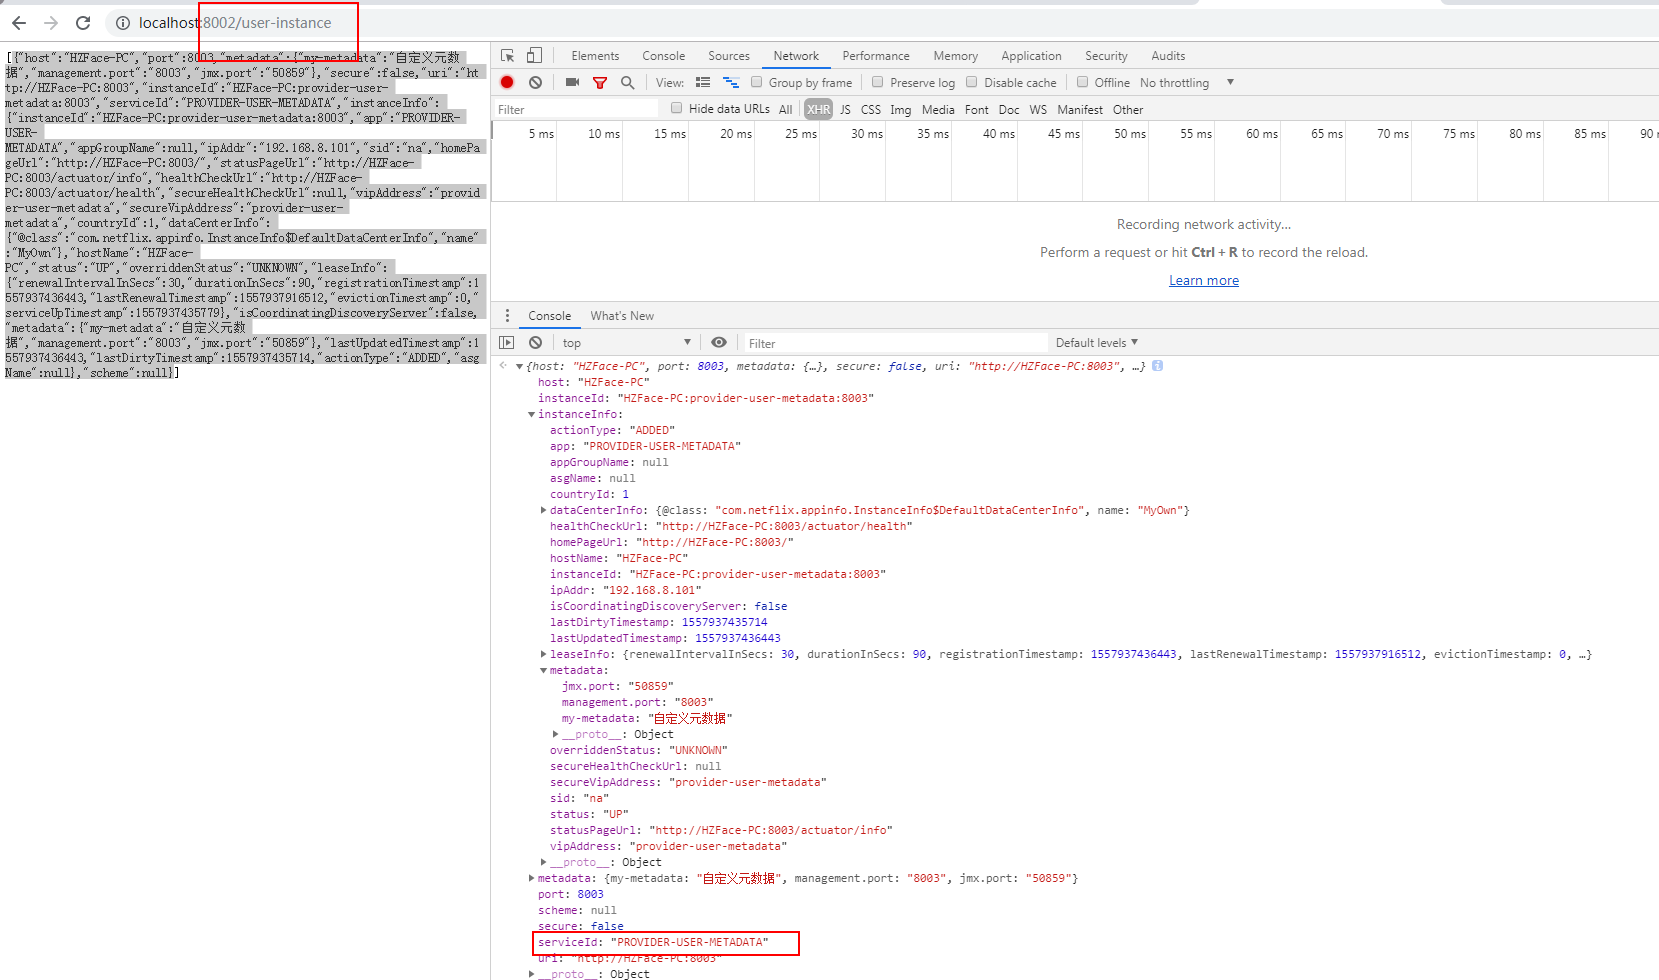 localhost:8002/user-instance
[{"host":"HZFace-PC","port":8003,"metadata":{"my-metadata":"自定义元数
据","management.port":"8003","jmx.port":"50859"},"secure":false,"uri":"ht
tp://HZFace-PC:8003","instanceId":"HZFace-PC:provider-user-
metadata:8003","serviceId":"PROVIDER-USER-METADATA","instanceInfo":
{"instanceId":"HZFace-PC:provider-user-metadata:8003","app":"PROVIDER-
USER-
METADATA","appGroupName":null,"ipAddr":"192.168.8.101","sid":"na","homePa
geUrl":"http://HZFace-PC:8003/","statusPageUrl":"http://HZFace-
PC:8003/actuator/info","healthCheckUrl":"http://HZFace-
PC:8003/actuator/health","secureHealthCheckUrl":null,"vipAddress":"provid
er-user-metadata","secureVipAddress":"provider-user-
metadata","countryId":1,"dataCenterInfo":
{"@class":"com.netflix.appinfo.InstanceInfo$DefaultDataCenterInfo","name"
:"MyOwn"},"hostName":"HZFace-
PC","status":"UP","overriddenStatus":"UNKNOWN","leaseInfo":
{"renewalIntervalInSecs":30,"durationInSecs":90,"registrationTimestamp":1
557937436443,"lastRenewalTimestamp":1557937916512,"evictionTimestamp":0,"
serviceUpTimestamp":1557937435779},"isCoordinatingDiscoveryServer":false,
"metadata":{"my-metadata":"自定义元数
据","management.port":"8003","jmx.port":"50859"},"lastUpdatedTimestamp":1
557937436443,"lastDirtyTimestamp":1557937435714,"actionType":"ADDED","asg
Name":null},"scheme":null}]
Elements Console Sources Network Performance Memory Application Security Audits
View: Group by frame Preserve log Disable cache Offline No throttling ▼
Filter Hide data URLs All XHR JS CSS Img Media Font Doc WS Manifest Other
5 ms 10 ms 15 ms 20 ms 25 ms 30 ms 35 ms 40 ms 45 ms 50 ms 55 ms 60 ms 65 ms 70 ms 75 ms 80 ms 85 ms 90 
Recording network activity...
Perform a request or hit Ctrl + R to record the reload.
Learn more
Console What's New
top ▼ Filter Default levels ▼
{host: "HZFace-PC", port: 8003, metadata: {…}, secure: false, uri: "http://HZFace-PC:8003", …}
host: "HZFace-PC"
instanceId: "HZFace-PC:provider-user-metadata:8003"
instanceInfo:
actionType: "ADDED"
app: "PROVIDER-USER-METADATA"
appGroupName: null
asgName: null
countryId: 1
dataCenterInfo: {@class: "com.netflix.appinfo.InstanceInfo$DefaultDataCenterInfo", name: "MyOwn"}
healthCheckUrl: "http://HZFace-PC:8003/actuator/health"
homePageUrl: "http://HZFace-PC:8003/"
hostName: "HZFace-PC"
instanceId: "HZFace-PC:provider-user-metadata:8003"
ipAddr: "192.168.8.101"
isCoordinatingDiscoveryServer: false
lastDirtyTimestamp: 1557937435714
lastUpdatedTimestamp: 1557937436443
leaseInfo: {renewalIntervalInSecs: 30, durationInSecs: 90, registrationTimestamp: 1557937436443, lastRenewalTimestamp: 1557937916512, evictionTimestamp: 0, …}
metadata:
jmx.port: "50859"
management.port: "8003"
my-metadata: "自定义元数据"
__proto__: Object
overriddenStatus: "UNKNOWN"
secureHealthCheckUrl: null
secureVipAddress: "provider-user-metadata"
sid: "na"
status: "UP"
statusPageUrl: "http://HZFace-PC:8003/actuator/info"
vipAddress: "provider-user-metadata"
__proto__: Object
metadata: {my-metadata: "自定义元数据", management.port: "8003", jmx.port: "50859"}
port: 8003
scheme: null
secure: false
serviceId: "PROVIDER-USER-METADATA"
uri: "http://HZFace-PC:8003"
__proto__: Object